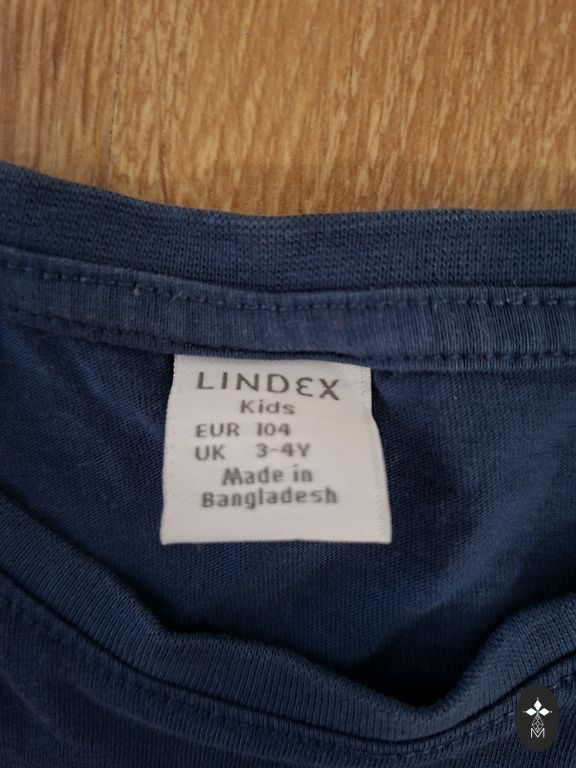 LINDEX
Kids
EUR 104
UK 3-4Y
Made in
Bangladesh
M